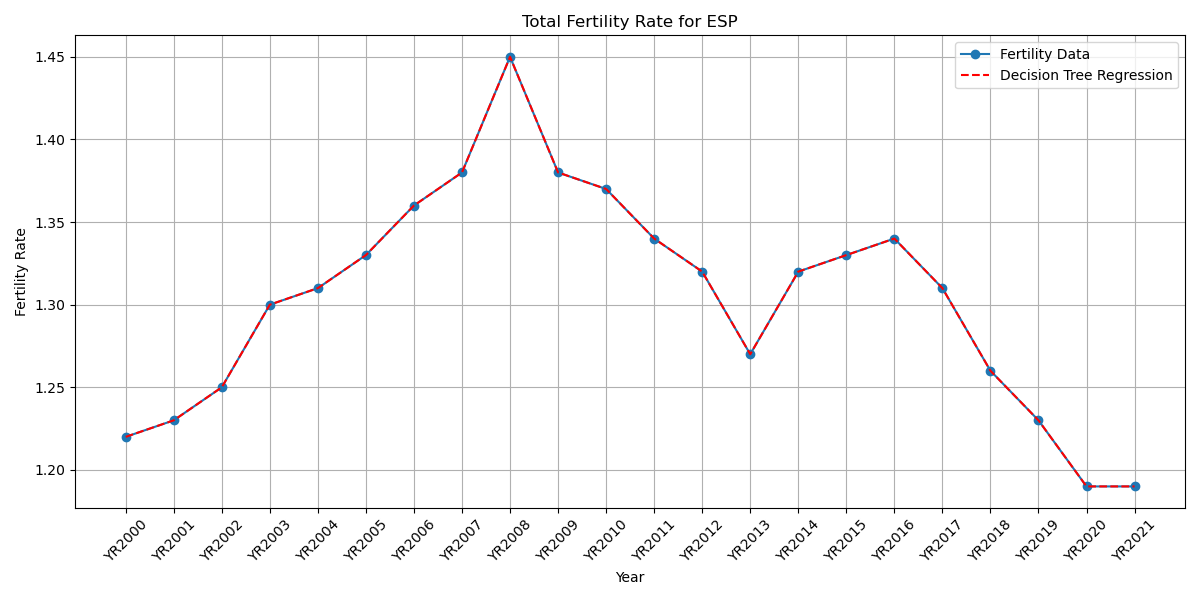 Total Fertility Rate for ESP
Fertility Data
Decision Tree Regression
Fertility Rate
1.45
1.40
1.35
1.30
1.25
1.20
YR2000
YR2001
YR2002
YR2003
YR2004
YR2005
YR2006
YR2007
YR2008
YR2009
YR2010
YR2011
YR2012
YR2013
YR2014
YR2015
YR2016
YR2017
YR2018
YR2019
YR2020
YR2021
Year